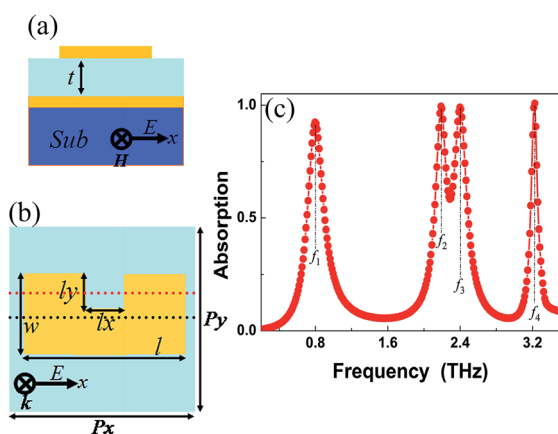 (a)
t
Sub
E
x
H
(b)
w
ly
lx
l
Py
E
x
k
Px
(c)
Absorption
1.0
0.5
0.0
f1
f2
f3
f4
0.8
1.6
2.4
3.2
Frequency (THz)